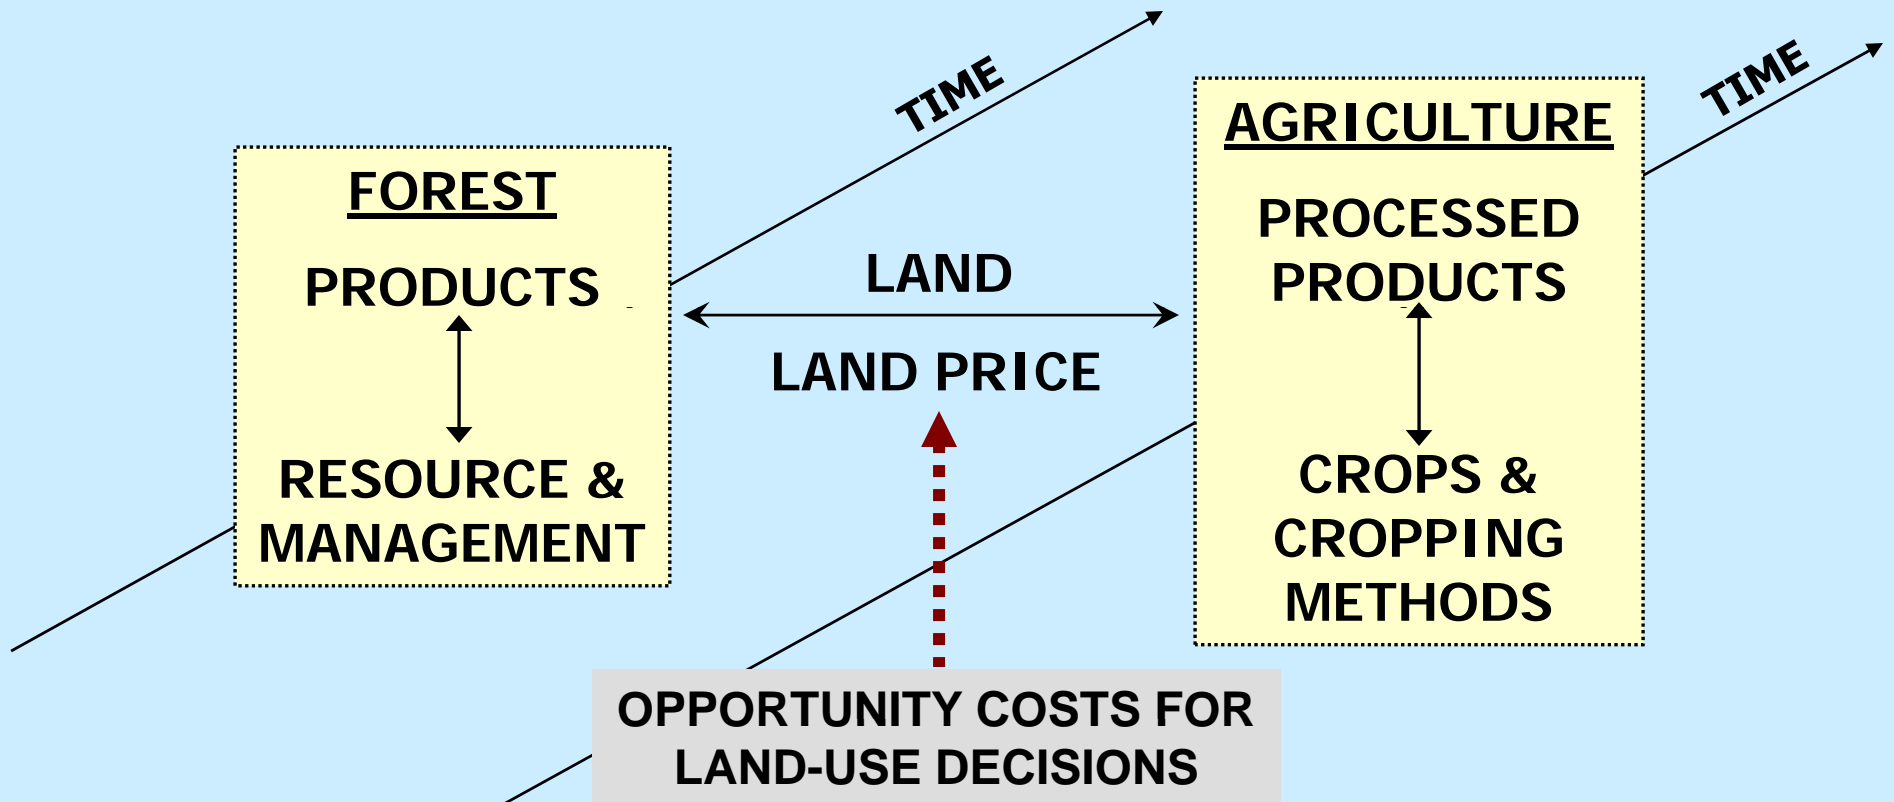 TIME
TIME
FOREST
PRODUCTS
RESOURCE &
MANAGEMENT
LAND
LAND PRICE
AGRICULTURE
PROCESSED
PRODUCTS
CROPS &
CROPPING
METHODS
OPPORTUNITY COSTS FOR
LAND-USE DECISIONS